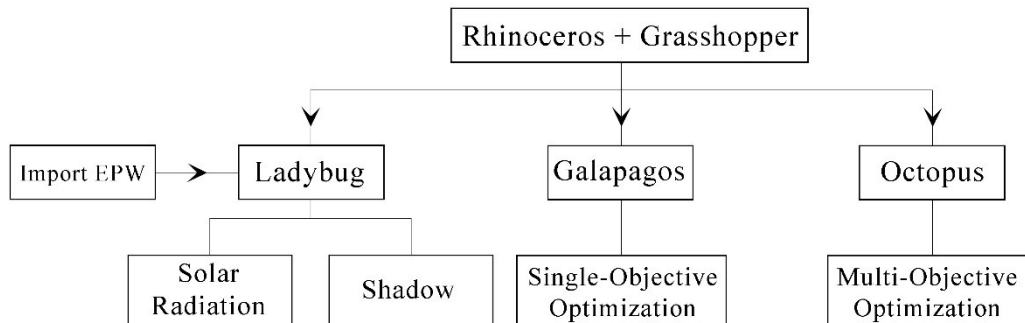 Rhinoceros + Grasshopper
Import EPW
Ladybug
Galapagos
Octopus
Solar
Radiation
Shadow
Single-Objective
Optimization
Multi-Objective
Optimization